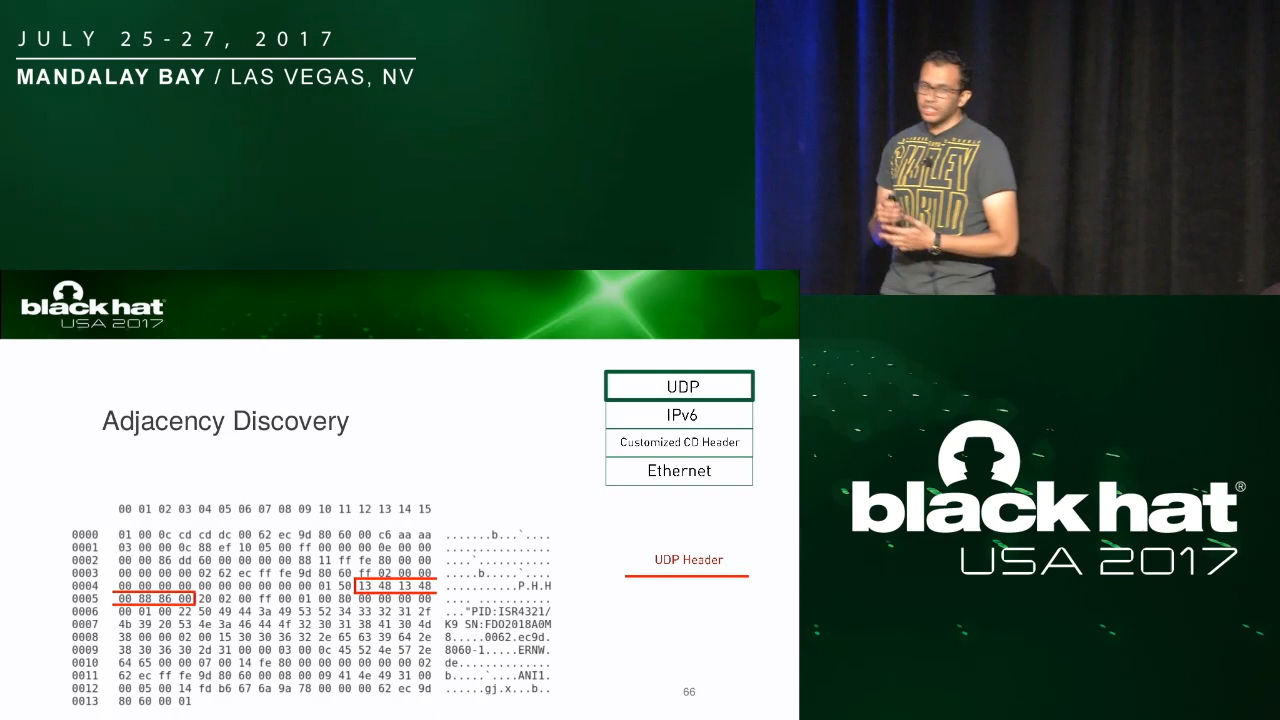 JULY 25-27, 2017
MANDALAY BAY / LAS VEGAS, NV
black hat
USA 2017
Adjacency Discovery
UDP
IPv6
Customized CD Header
Ethernet
UDP Header
00 01 02 03 04 05 06 07 08 09 10 11 12 13 14 15
0000 01 00 0c cd cd dc 00 62 ec 9d 80 60 00 c6 aa aa .......b...`....
0001 03 00 00 0c 88 ef 10 05 00 ff 00 00 00 0e 00 00 ................
0002 00 86 dd 60 00 00 00 00 88 11 ff fe 80 00 00 ....`...........
0003 00 00 00 00 02 62 ec ff fe 9d 80 60 ff 02 00 00 .....b.....`....
0004 00 00 00 00 00 00 00 00 00 01 50 13 48 13 48 ...........P.H.H
0005 00 88 86 00 20 02 00 ff 00 01 00 80 00 00 00 00 .... ...........
0006 00 01 00 22 50 49 44 3a 49 53 52 34 33 32 31 2f ..."PID:ISR4321/
0007 4b 39 20 53 4e 3a 46 44 4f 32 30 31 38 41 30 4d K9 SN:FDO2018A0M
0008 38 00 00 02 00 15 30 30 36 32 2e 65 63 39 64 2e 8.....0062.ec9d.
0009 38 30 36 30 2d 31 00 00 03 00 0c 45 52 4e 57 2e 8060-1.....ERNW.
0010 64 65 00 00 07 00 14 fe 80 00 00 00 00 00 00 02 de..............
0011 62 ec ff fe 9d 80 60 00 08 00 09 41 4e 49 31 00 b.....`....ANI1.
0012 00 05 00 14 fd b6 67 6a 9a 78 00 00 00 62 ec 9d ......gj.x...b..
0013 80 60 00 01
66
black hat®
USA 2017